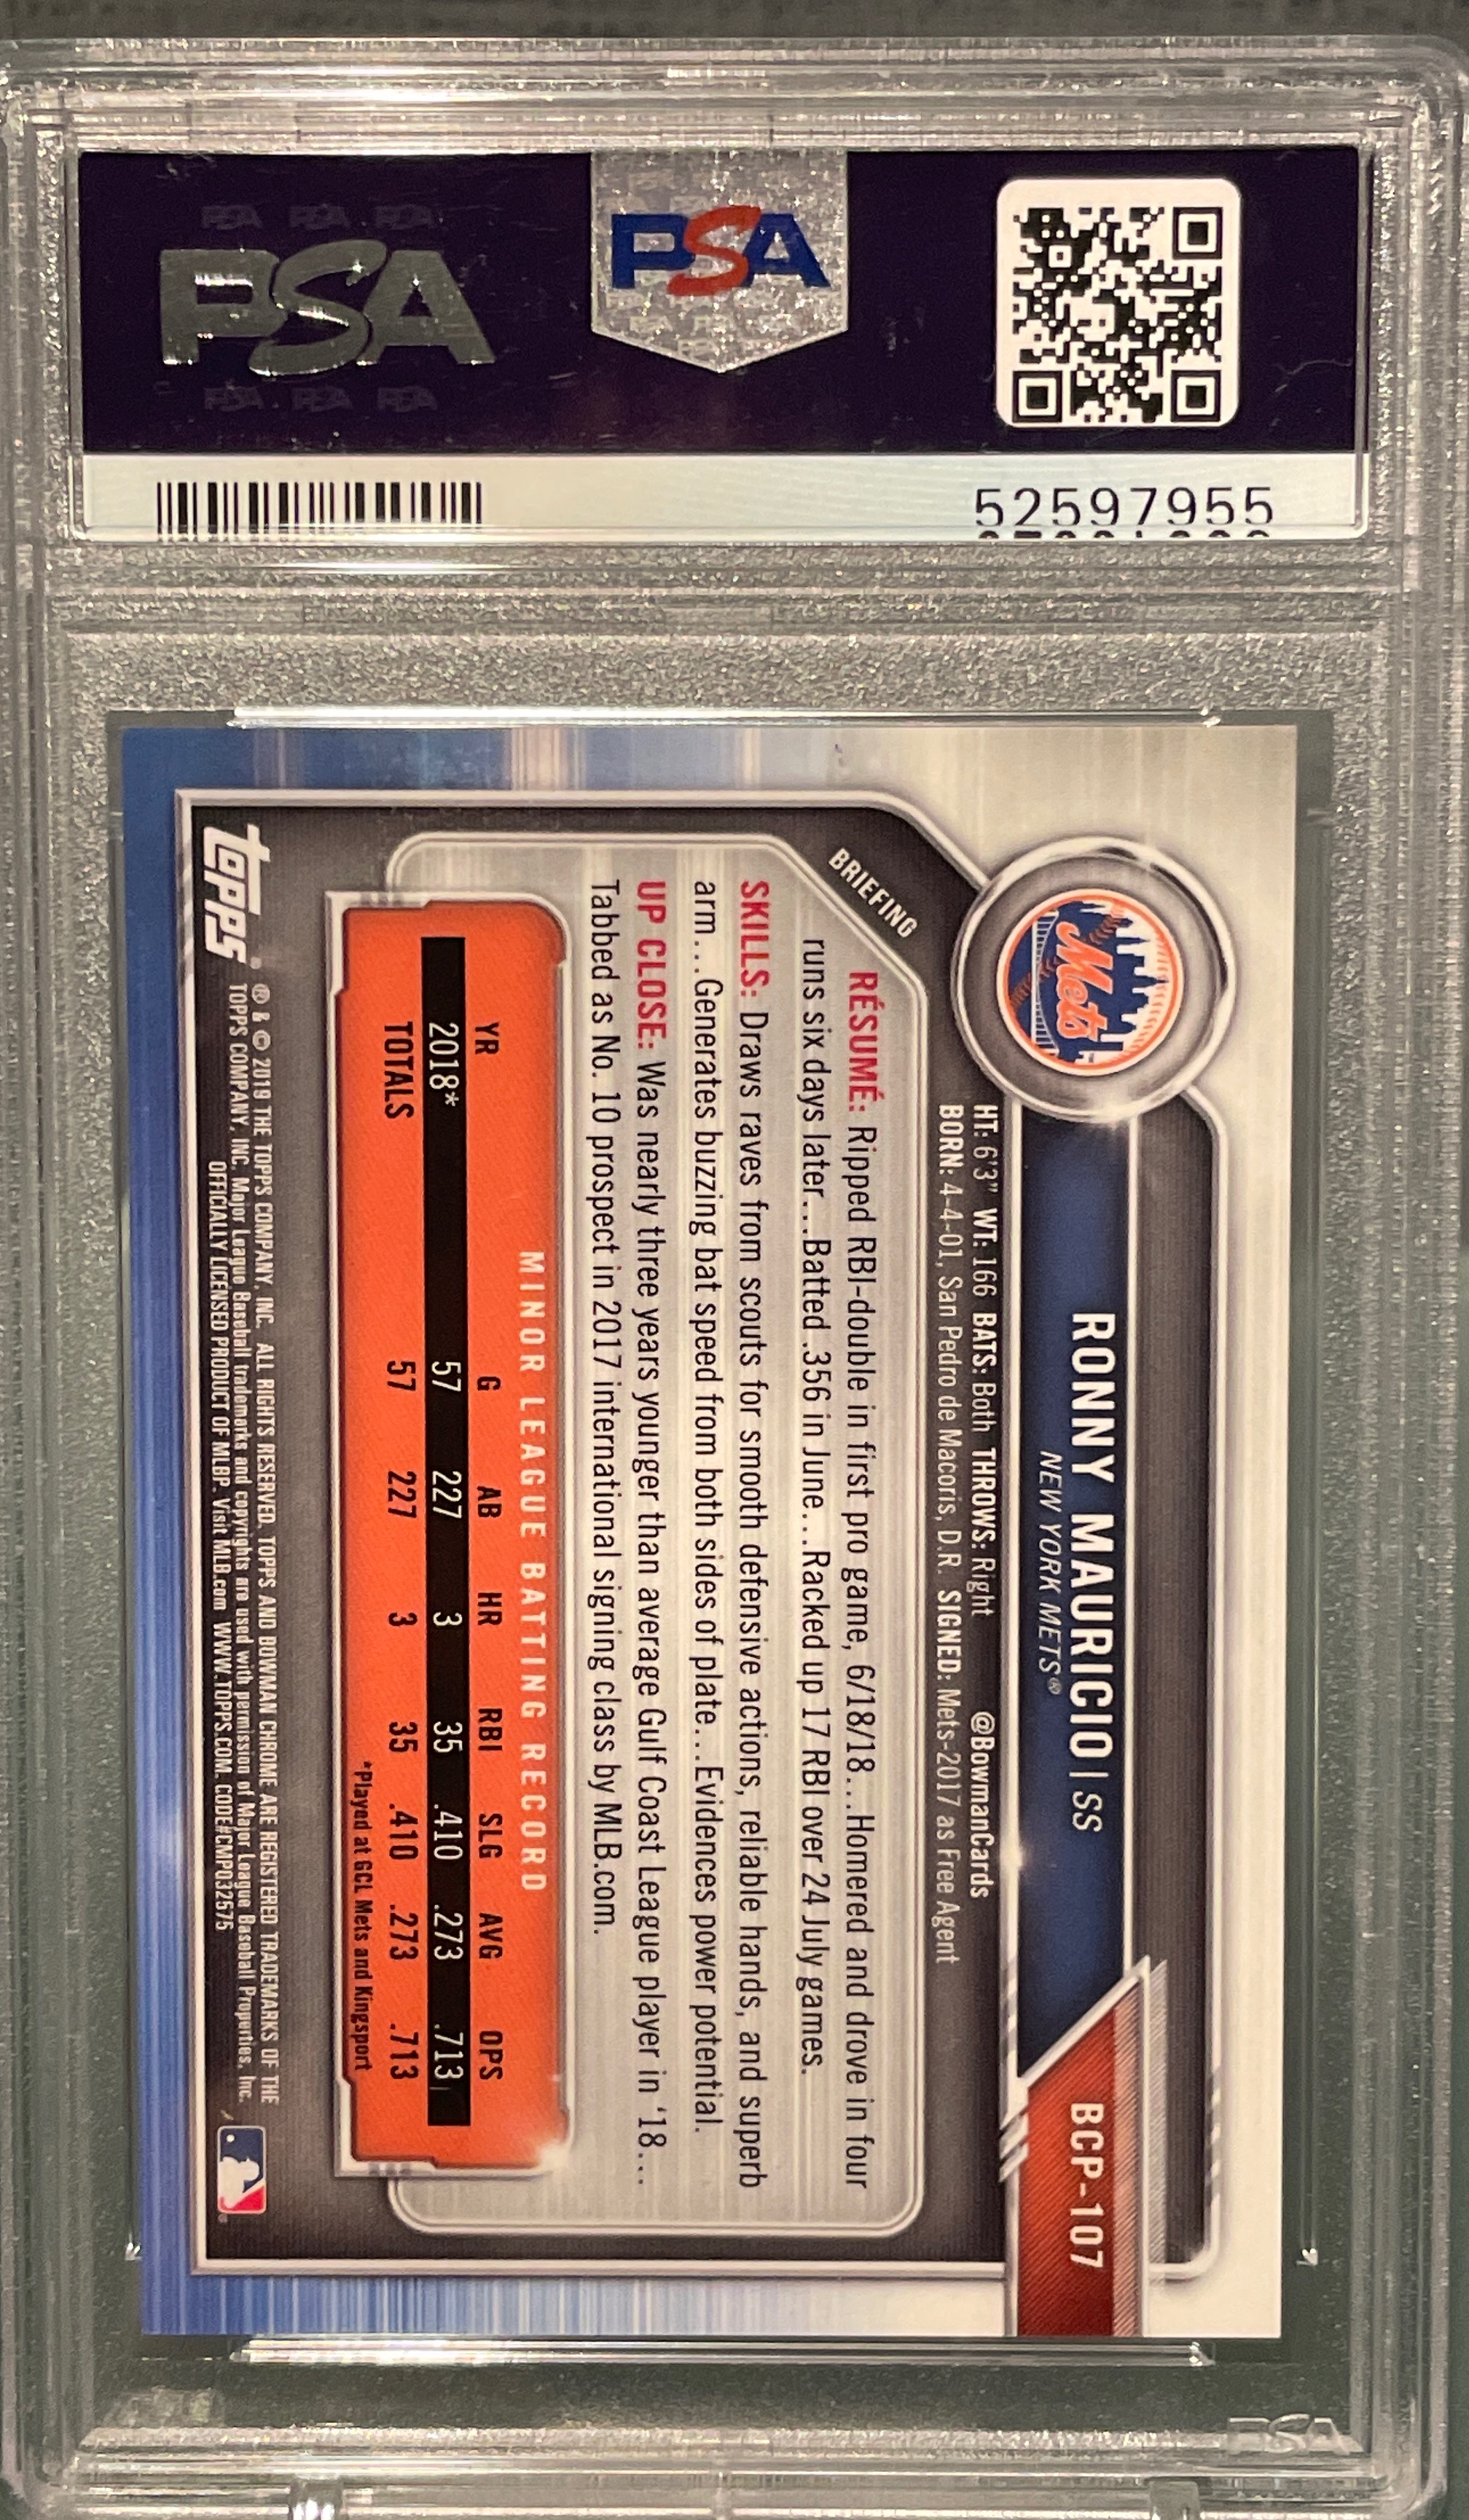 PSA PSA PSA
PSA
PSA PSA PSA
PSA
52597955
RONNY MAURICIO | SS
NEW YORK METS®
BCP-107
Mets
HT: 6'3" WT: 166 BATS: Both THROWS: Right @BowmanCards
BORN: 4-4-01, San Pedro de Macoris, D.R. SIGNED: Mets-2017 as Free Agent
BRIEFING
RÉSUMÉ: Ripped RBI-double in first pro game, 6/18/18...Homered and drove in four
runs six days later...Batted .356 in June...Racked up 17 RBI over 24 July games.
SKILLS: Draws raves from scouts for smooth defensive actions, reliable hands, and superb
arm...Generates buzzing bat speed from both sides of plate...Evidences power potential.
UP CLOSE: Was nearly three years younger than average Gulf Coast League player in '18...
Tabbed as No. 10 prospect in 2017 international signing class by MLB.com.
MINOR LEAGUE BATTING RECORD
YR G AB HR RBI SLG AVG OPS
2018* 57 227 3 35 .410 .273 .713
TOTALS 57 227 3 35 .410 .273 .713
*Played at GCL Mets and Kingsport
Topps
® & © 2019 THE TOPPS COMPANY, INC. ALL RIGHTS RESERVED. TOPPS AND BOWMAN CHROME ARE REGISTERED TRADEMARKS OF THE
TOPPS COMPANY, INC. Major League Baseball trademarks and copyrights are used with permission of Major League Baseball Properties, Inc.
OFFICIALLY LICENSED PRODUCT OF MLBP. Visit MLB.com WWW.TOPPS.COM. CODE#CMP032575
PSA